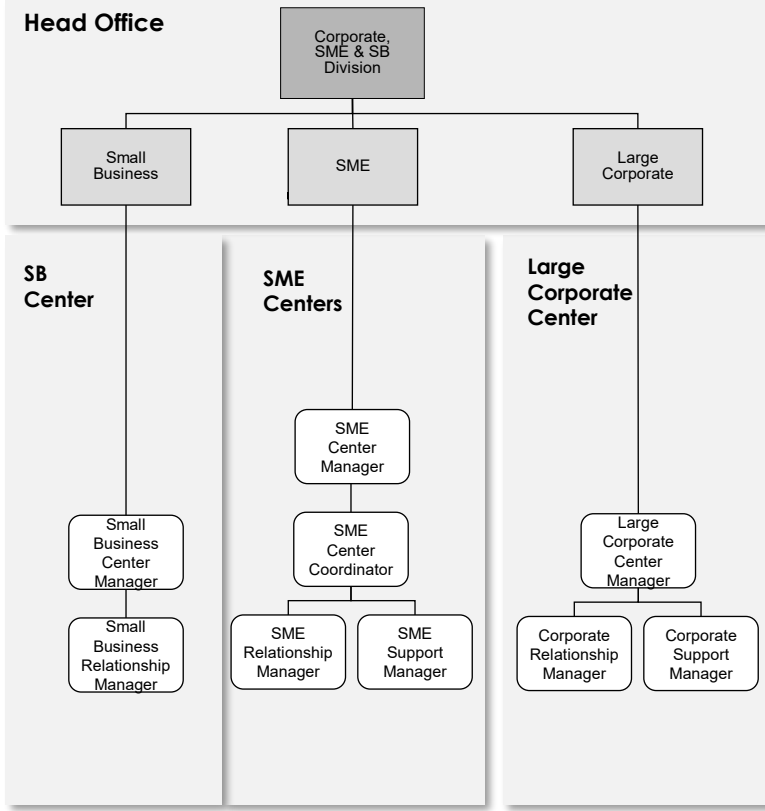 Head Office
Corporate,
SME & SB
Division
Small
Business
SME
Large
Corporate
SB
Center
SME
Centers
Large
Corporate
Center
SME
Center
Manager
Small
Business
Center
Manager
SME
Center
Coordinator
Large
Corporate
Center
Manager
Small
Business
Relationship
Manager
SME
Relationship
Manager
SME
Support
Manager
Corporate
Relationship
Manager
Corporate
Support
Manager